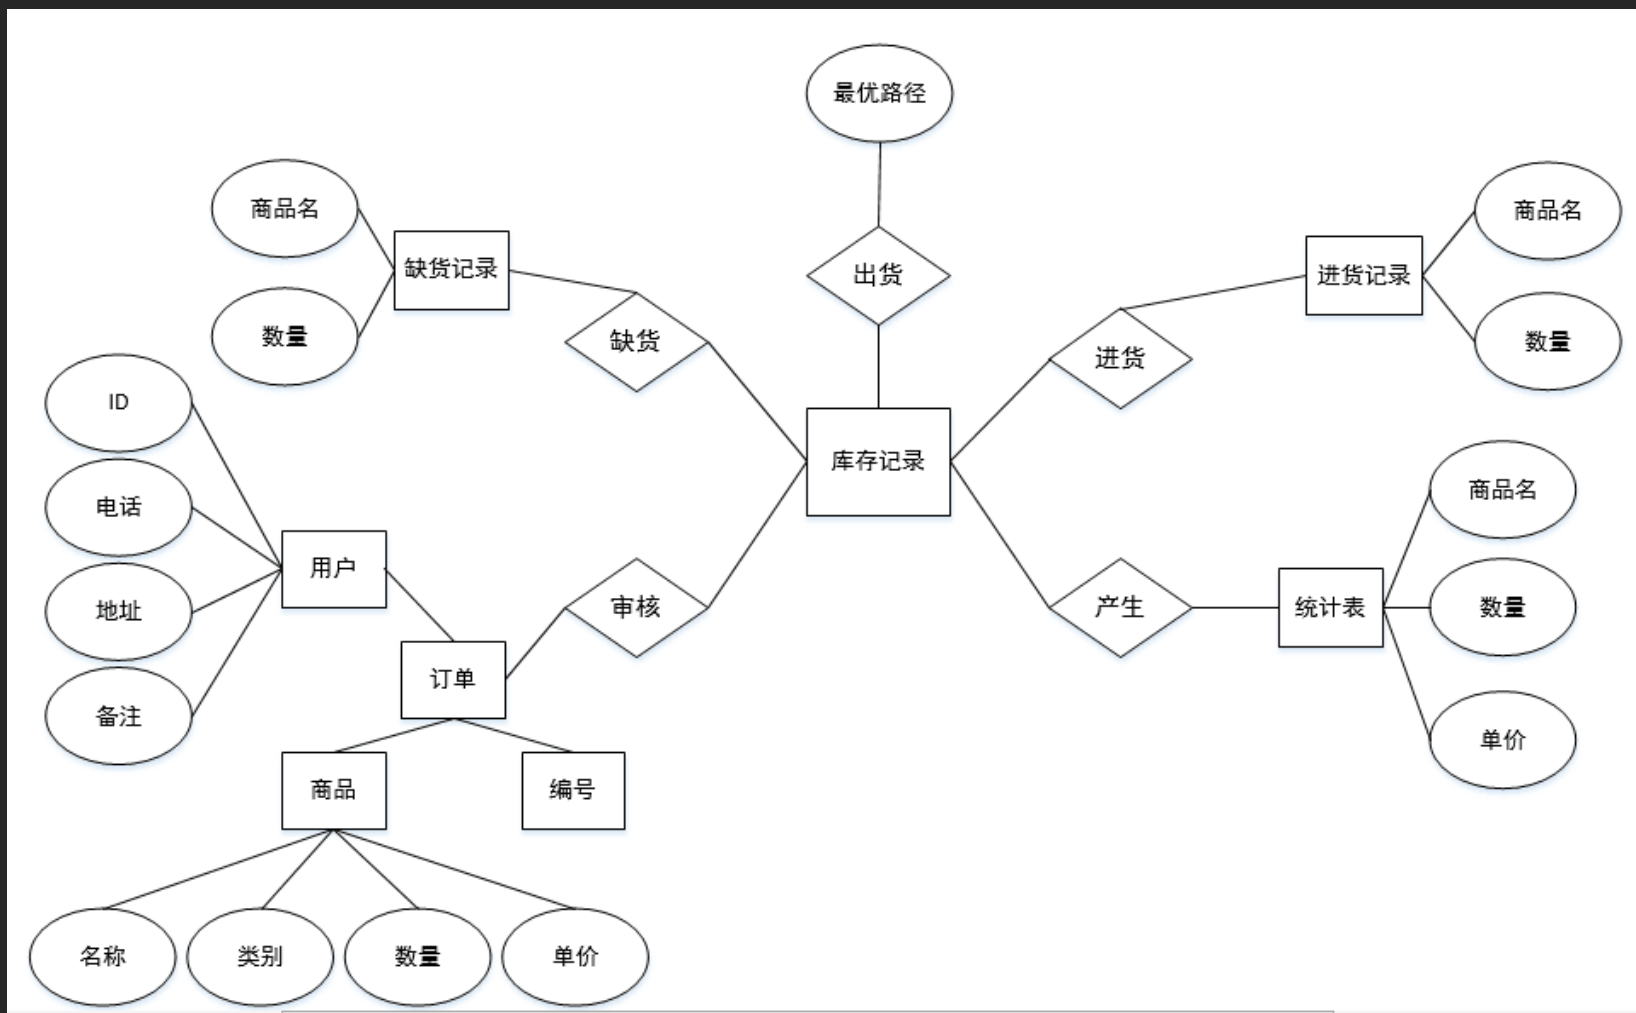 最优路径
商品名
缺货记录
数量
缺货
出货
进货
进货记录
商品名
数量
库存记录
ID
电话
地址
备注
用户
订单
审核
产生
统计表
商品名
数量
单价
商品
编号
名称
类别
数量
单价